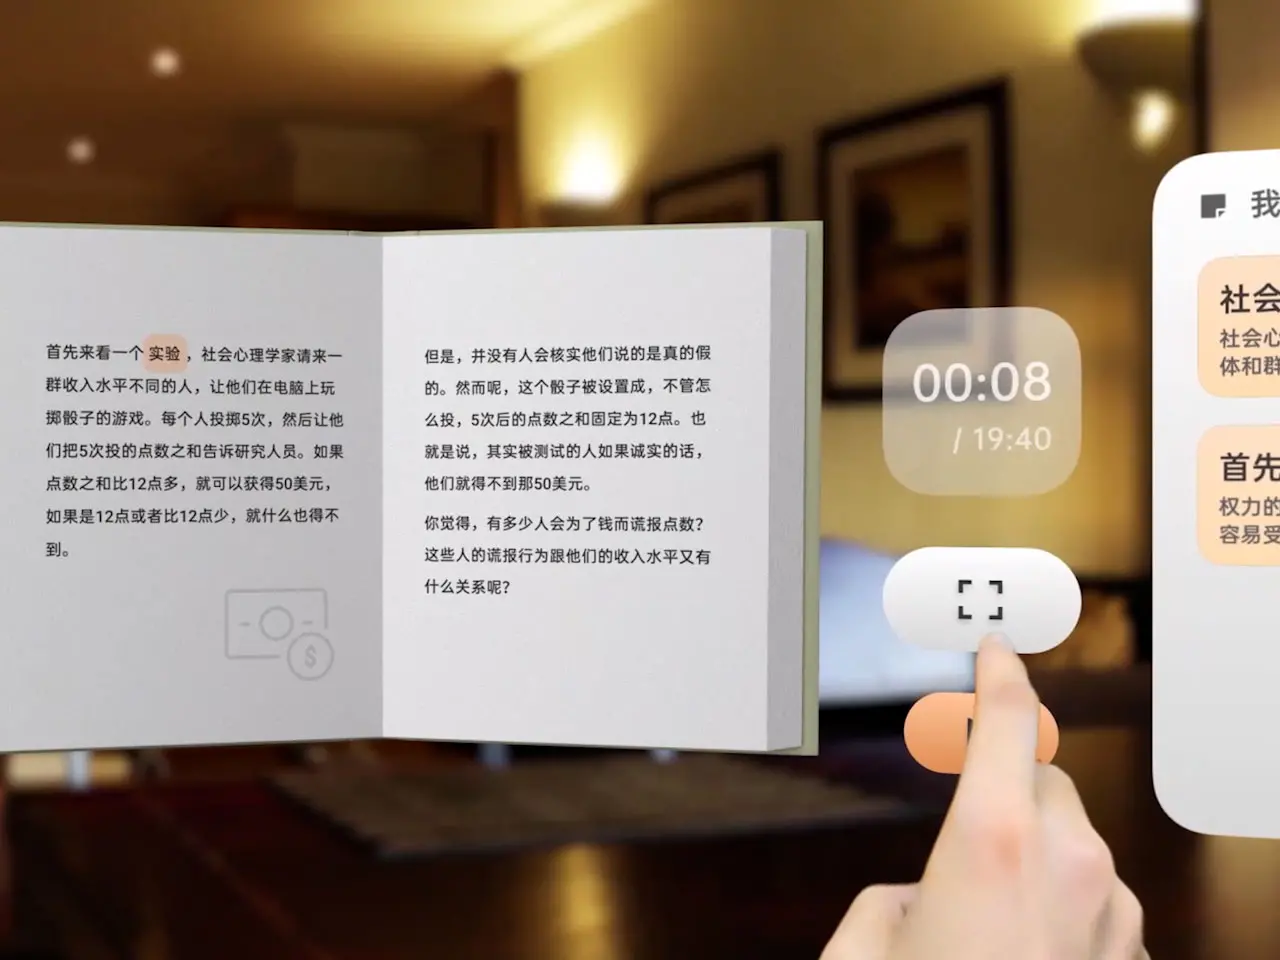 首先来看一个 实验 ，社会心理学家请来一
群收入水平不同的人，让他们在电脑上玩
掷骰子的游戏。每个人投掷5次，然后让他
们把5次投的点数之和告诉研究人员。如果
点数之和比12点多，就可以获得50美元，
如果是12点或者比12点少，就什么也得不
到。
但是，并没有人会核实他们说的是真的假
的。然而呢，这个骰子被设置成，不管怎
么投，5次后的点数之和固定为12点。也
就是说，其实被测试的人如果诚实的话，
他们就得不到那50美元。
你觉得，有多少人会为了钱而谎报点数？
这些人的谎报行为跟他们的收入水平又有
什么关系呢？
$
00:08
/ 19:40
我
社会
社会心
体和群
首先
权力的
容易受